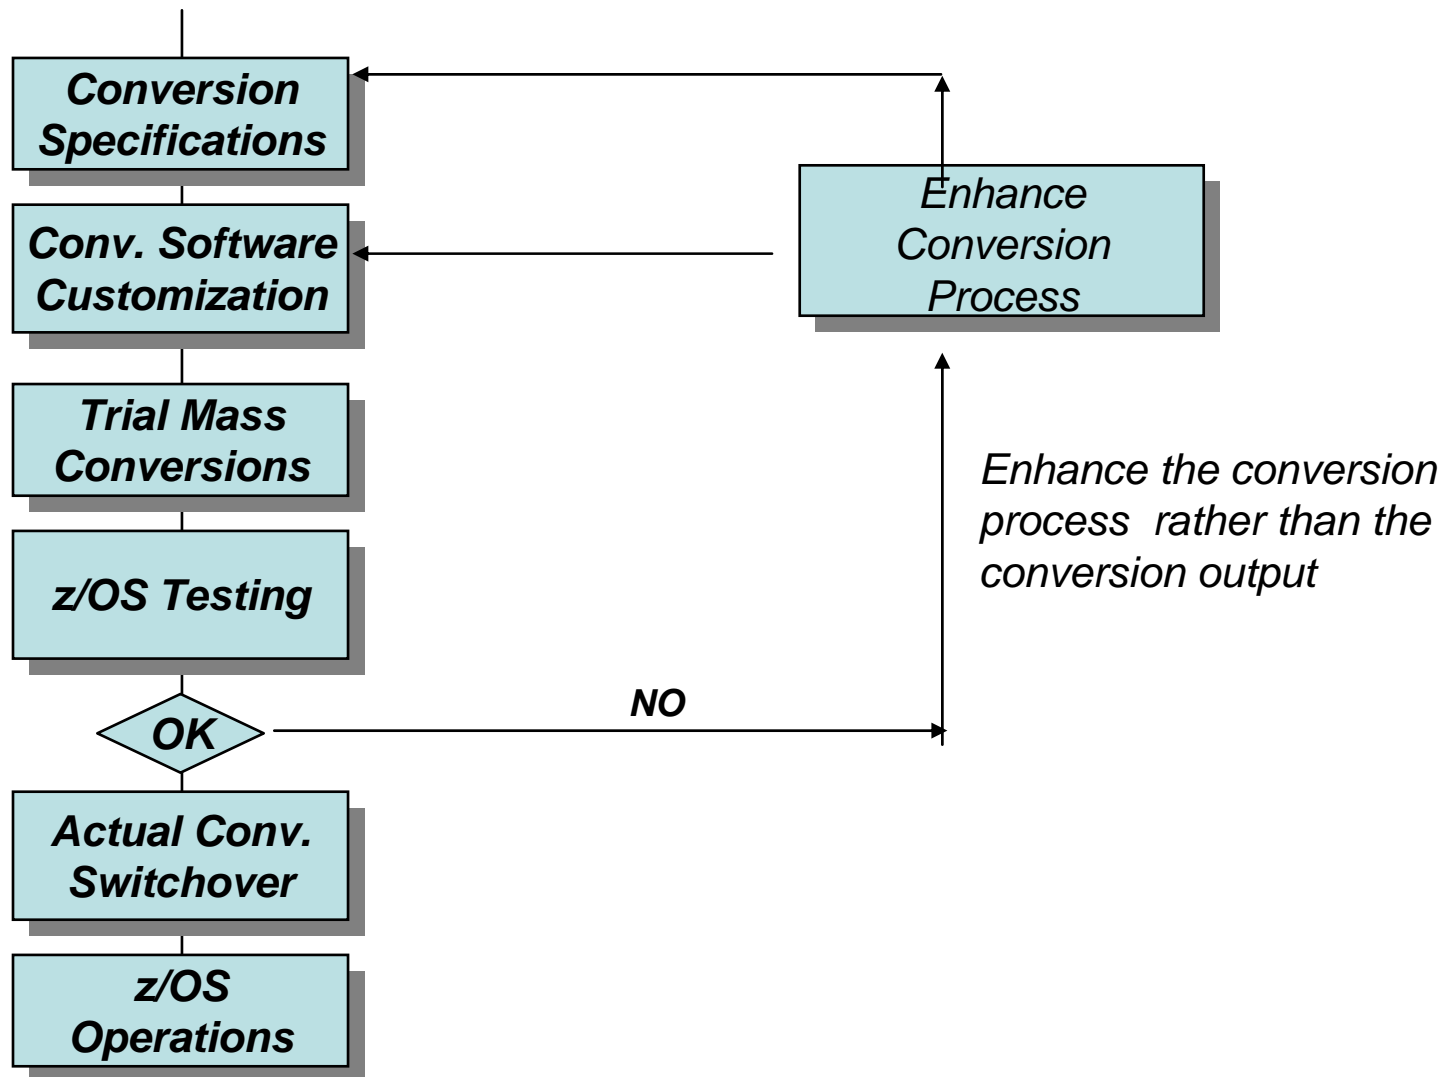 Conversion
Specifications
Enhance
Conversion
Process
Conv. Software
Customization
Trial Mass
Conversions
Enhance the conversion
process  rather than the
conversion output
z/OS Testing
NO
OK
Actual Conv.
Switchover
z/OS
Operations